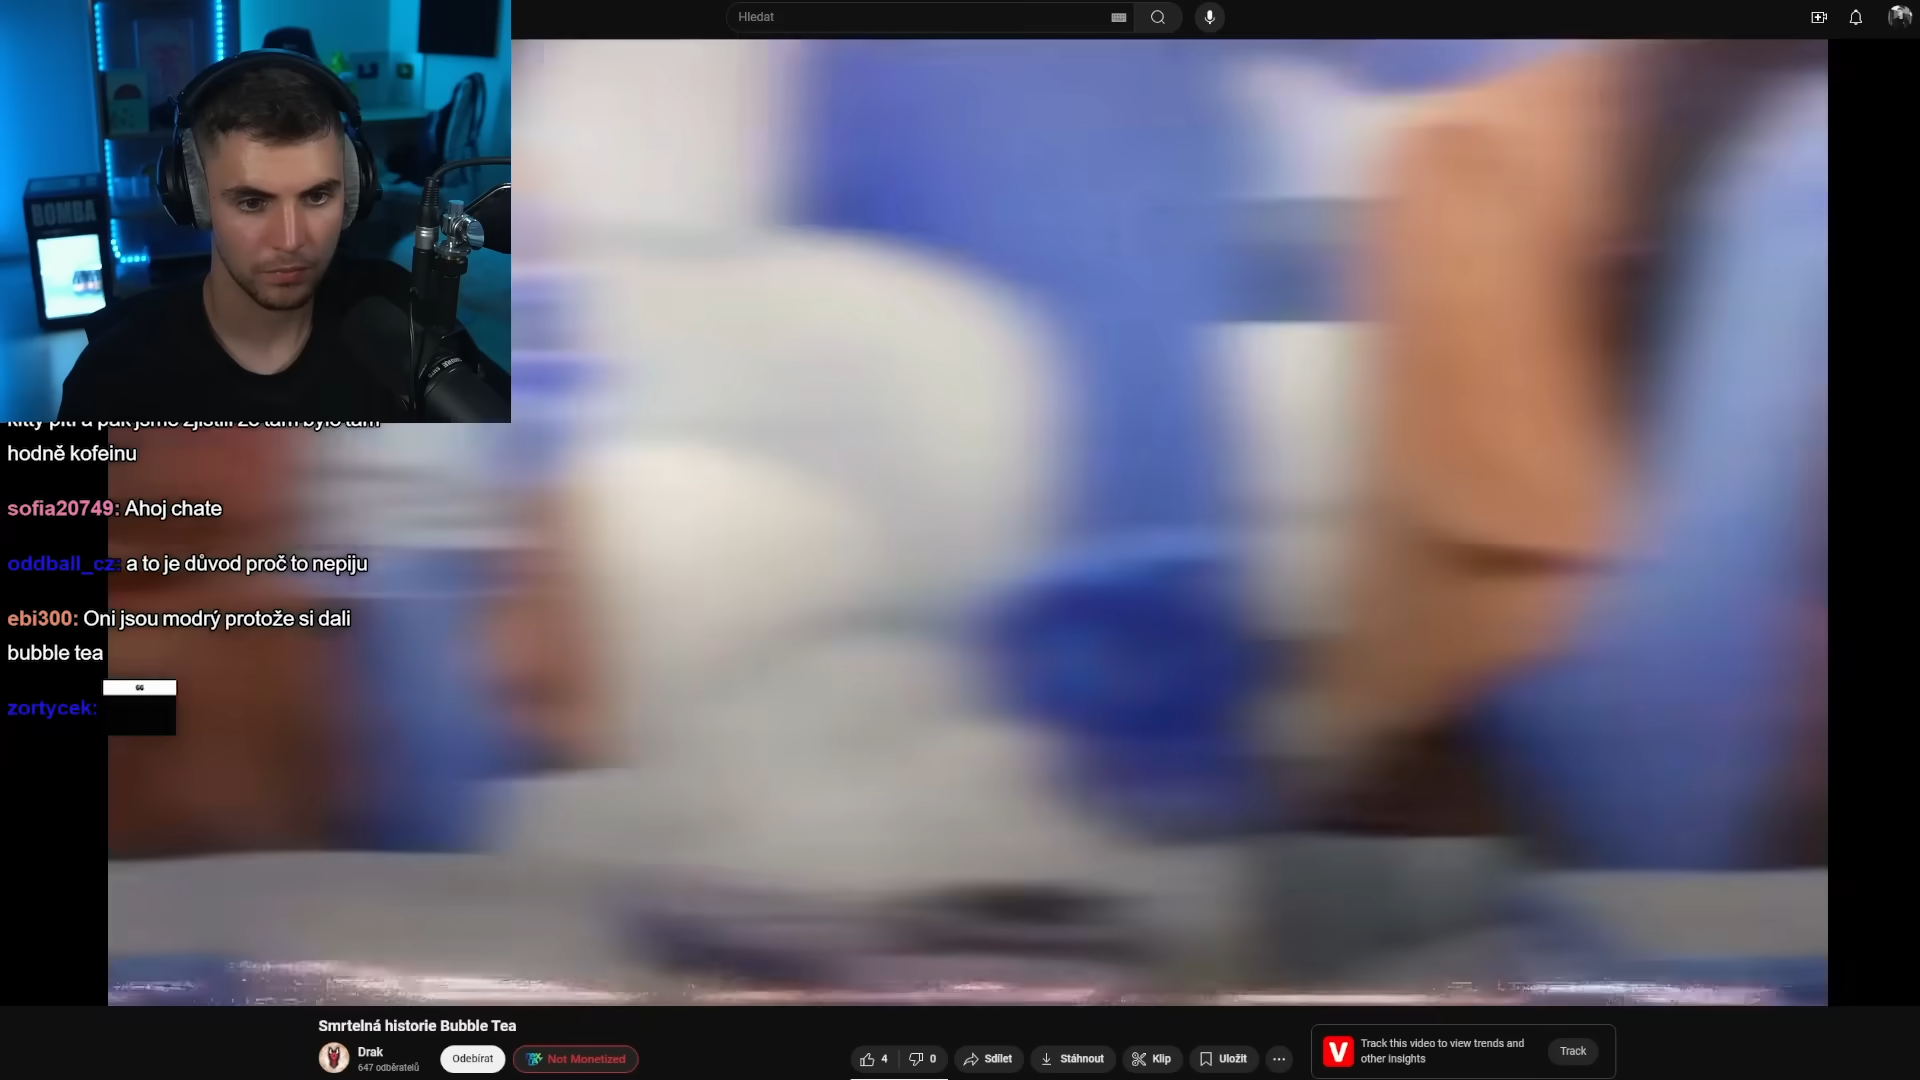 Hledat
BOMBA
hodně kofeinu
sofia20749: Ahoj chate
oddball_cz: a to je důvod proč to nepiju
ebi300: Oni jsou modrý protože si dali
bubble tea
GG
zortycek:
Smrtelná historie Bubble Tea
Drak
647 odběratelů
Odebírat
Not Monetized
4
0
Sdílet
Stáhnout
Klip
Uložit
Track this video to view trends and
other insights
Track